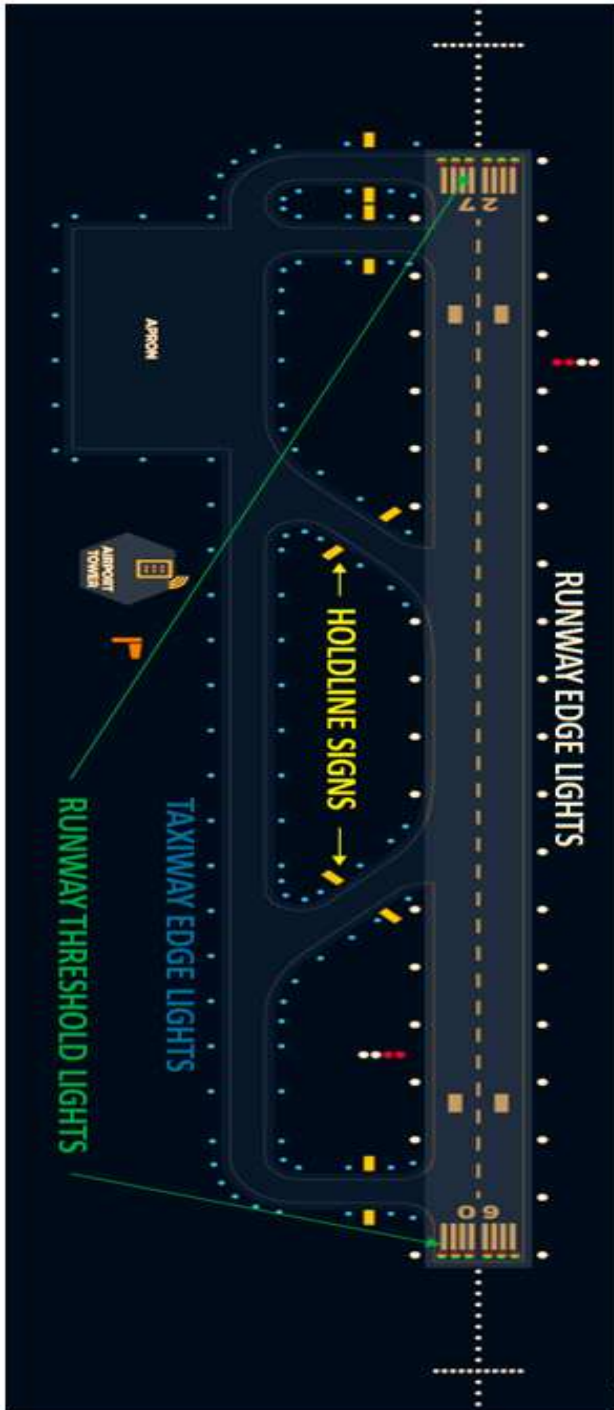 RUNWAY EDGE LIGHTS
27
09
HOLDLINE SIGNS
TAXIWAY EDGE LIGHTS
APRON
AIRPORT
TOWER
RUNWAY THRESHOLD LIGHTS